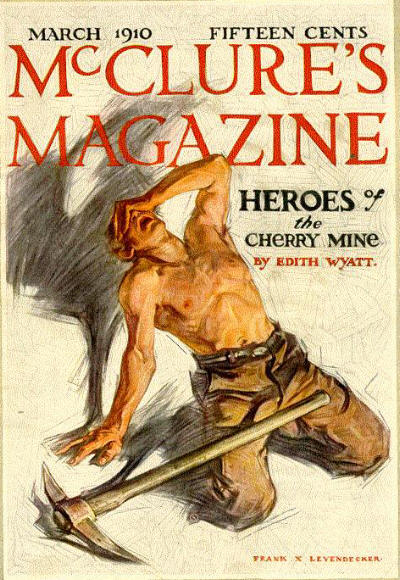 MARCH 1910 FIFTEEN CENTS
McCLURE'S
MAGAZINE
HEROES of
the
CHERRY MINE
BY EDITH WYATT.
FRANK X LEYENDECKER.